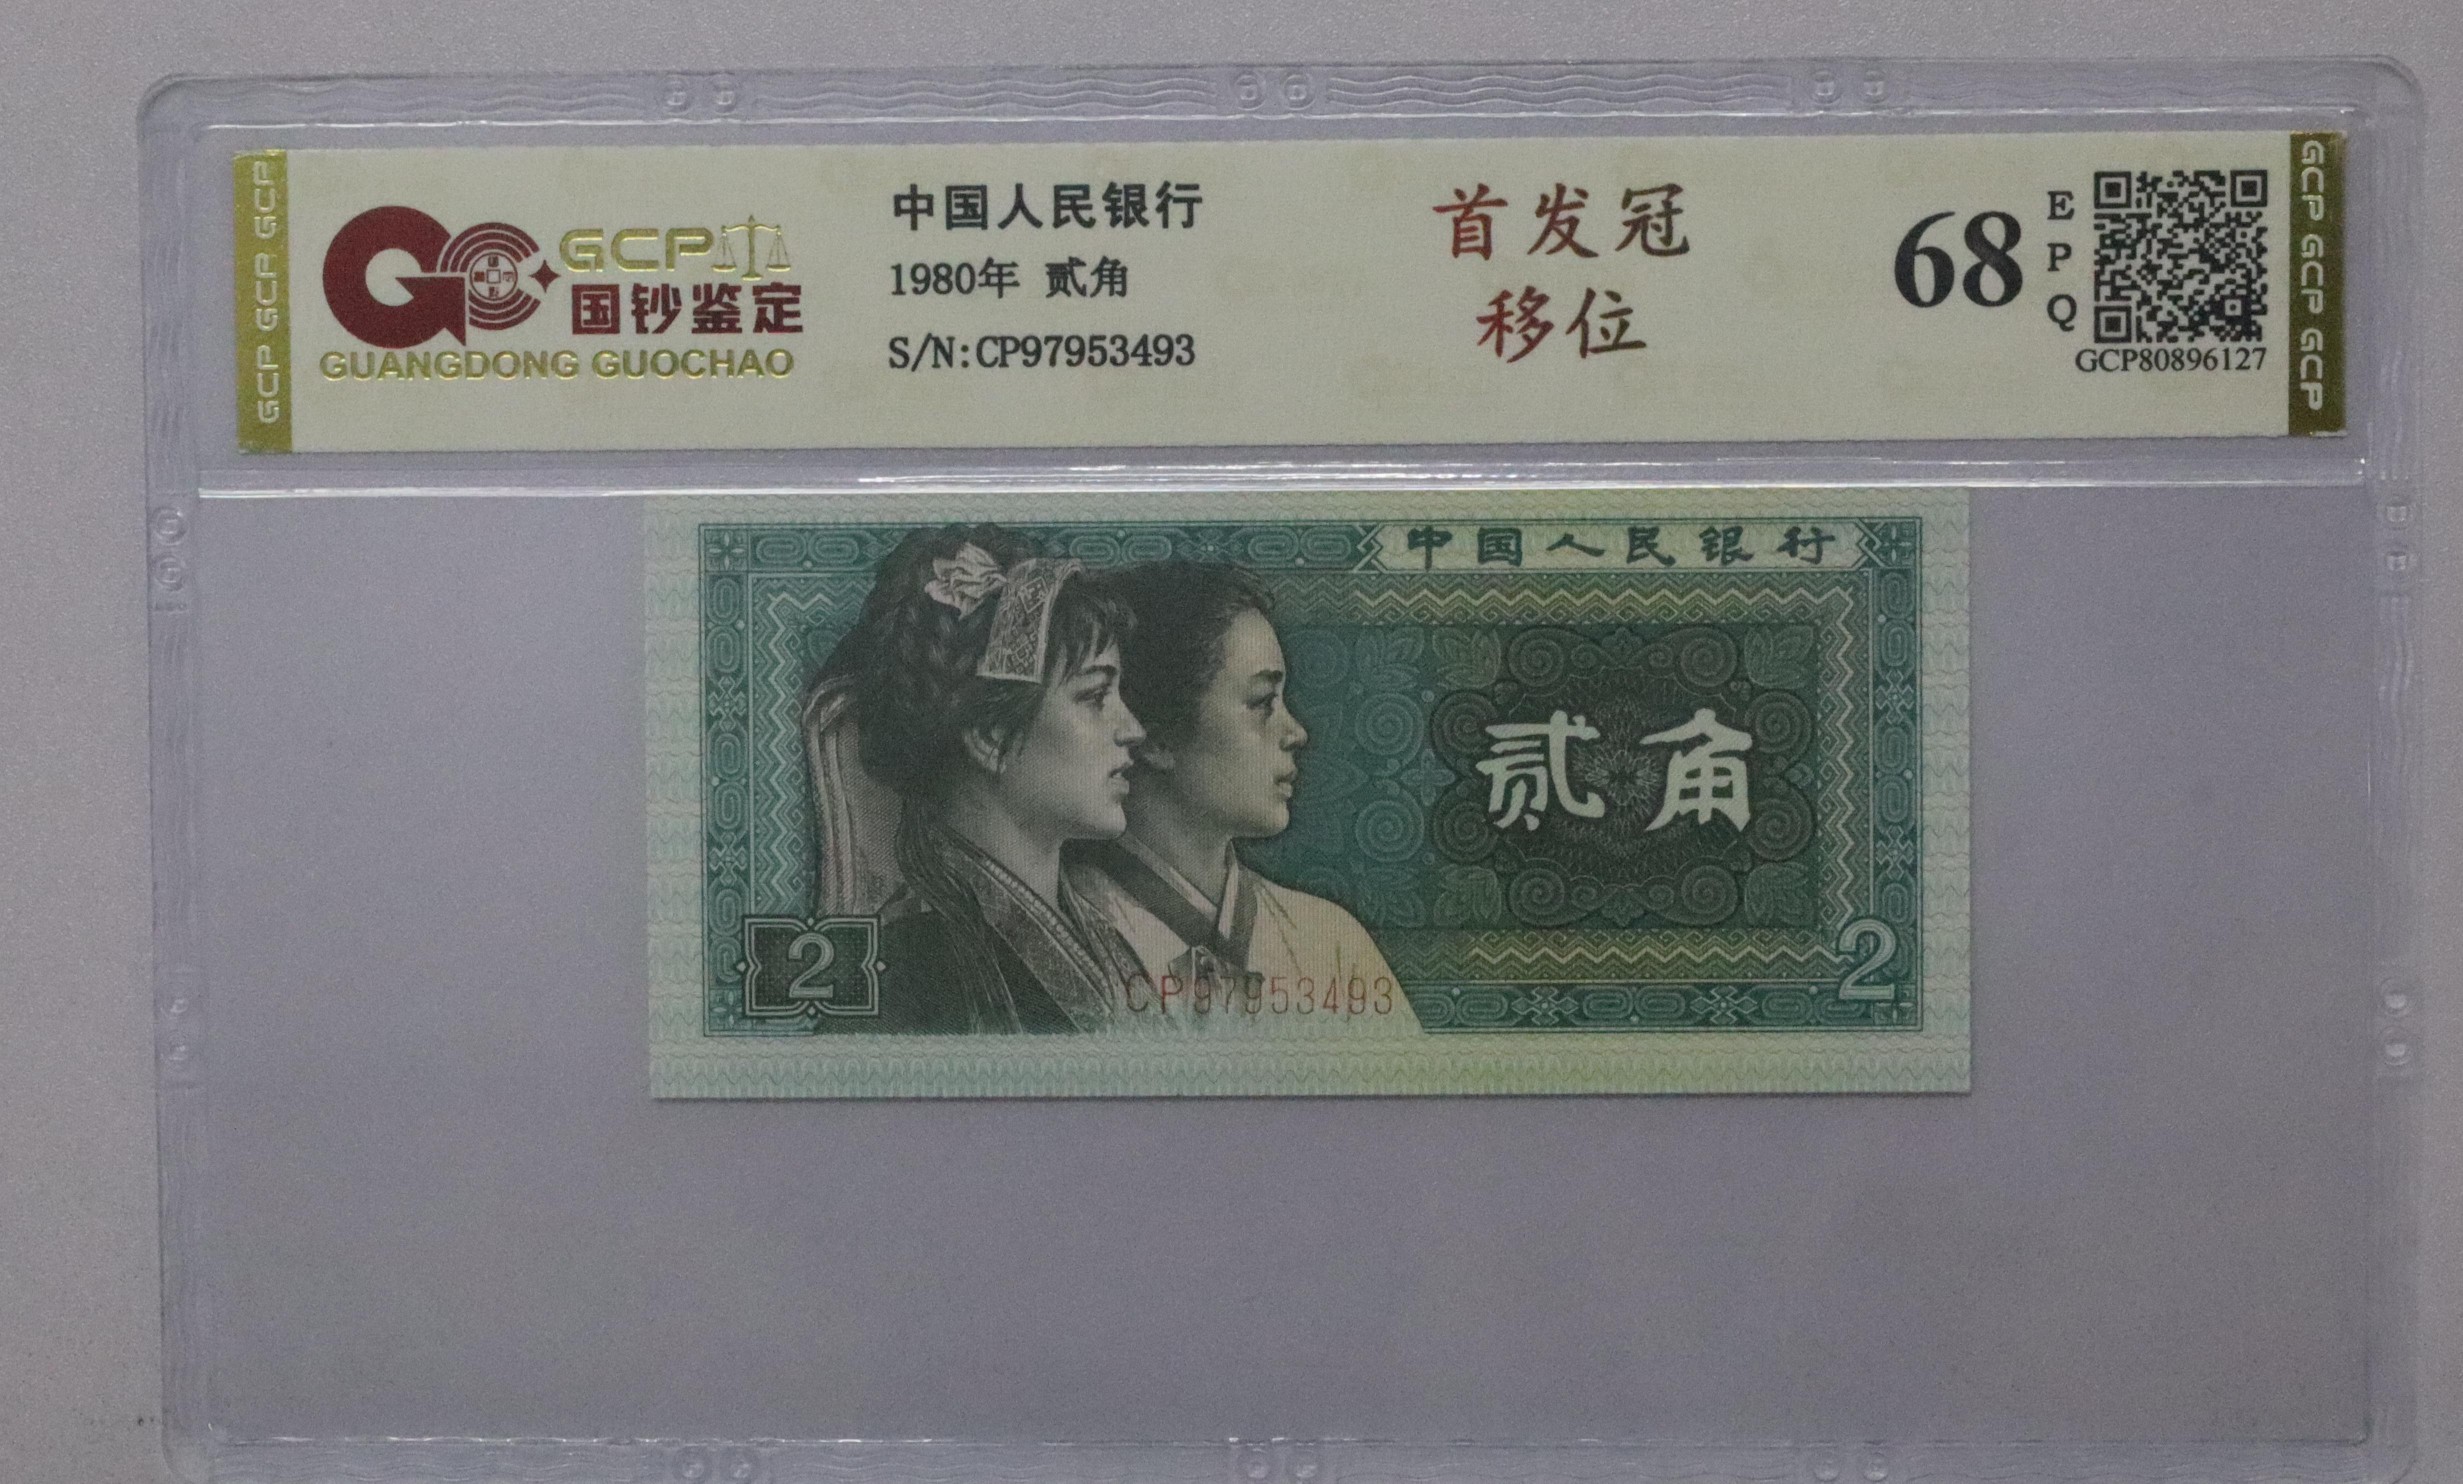 GCP GCP GCP
GCP
国钞鉴定
GUANGDONG GUOCHAO
中国人民银行
1980年 贰角
S/N:CP97953493
首发冠
移位
68
E
P
Q
GCP80896127
GCP GCP GCP
中国人民银行
贰角
2
CP97953493
2